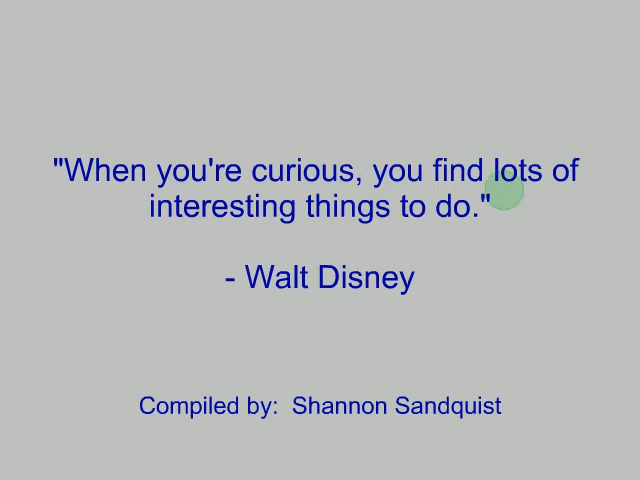 "When you're curious, you find lots of
interesting things to do."
- Walt Disney
Compiled by:  Shannon Sandquist